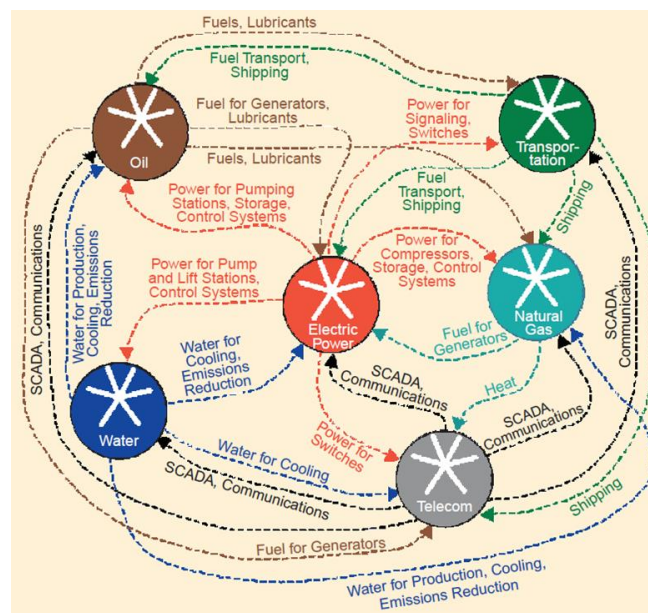 Fuels, Lubricants
Fuel Transport,
Shipping
Fuel for Generators,
Lubricants
Power for
Signaling,
Switches
Oil
Transpor-
tation
Fuels, Lubricants
Fuel
Transport,
Shipping
Shipping
Power for Pumping
Stations, Storage,
Control Systems
Power for
Compressors,
Storage, Control
Systems
Power for Pump
and Lift Stations,
Control Systems
SCADA, Communications
Water for Production,
Cooling, Emissions
Reduction
SCADA, Communications
Electric
Power
Natural
Gas
SCADA,
Communications
Water for
Cooling,
Emissions
Reduction
Fuel for
Generators
Heat
SCADA,
Communications
SCADA,
Communications
Water
Water for Cooling
Power for
Switches
SCADA, Communications
Telecom
Shipping
Fuel for Generators
Water for Production, Cooling,
Emissions Reduction